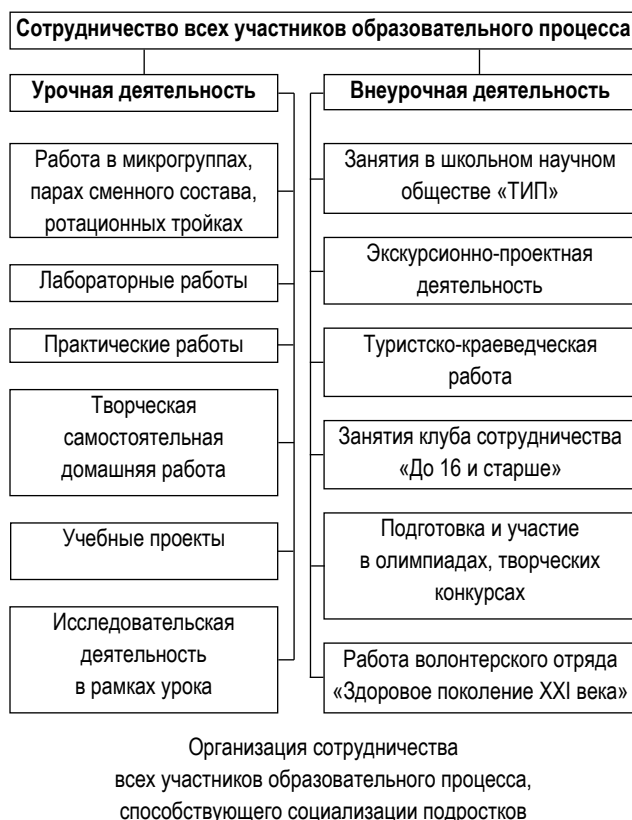 Сотрудничество всех участников образовательного процесса
Урочная деятельность
Работа в микрогруппах,
парах сменного состава,
ротационных тройках
Лабораторные работы
Практические работы
Творческая
самостоятельная
домашняя работа
Учебные проекты
Исследовательская
деятельность
в рамках урока
Внеурочная деятельность
Занятия в школьном научном
обществе «ТИП»
Экскурсионно-проектная
деятельность
Туристско-краеведческая
работа
Занятия клуба сотрудничества
«До 16 и старше»
Подготовка и участие
в олимпиадах, творческих
конкурсах
Работа волонтерского отряда
«Здоровое поколение XXI века»
Организация сотрудничества
всех участников образовательного процесса,
способствующего социализации подростков